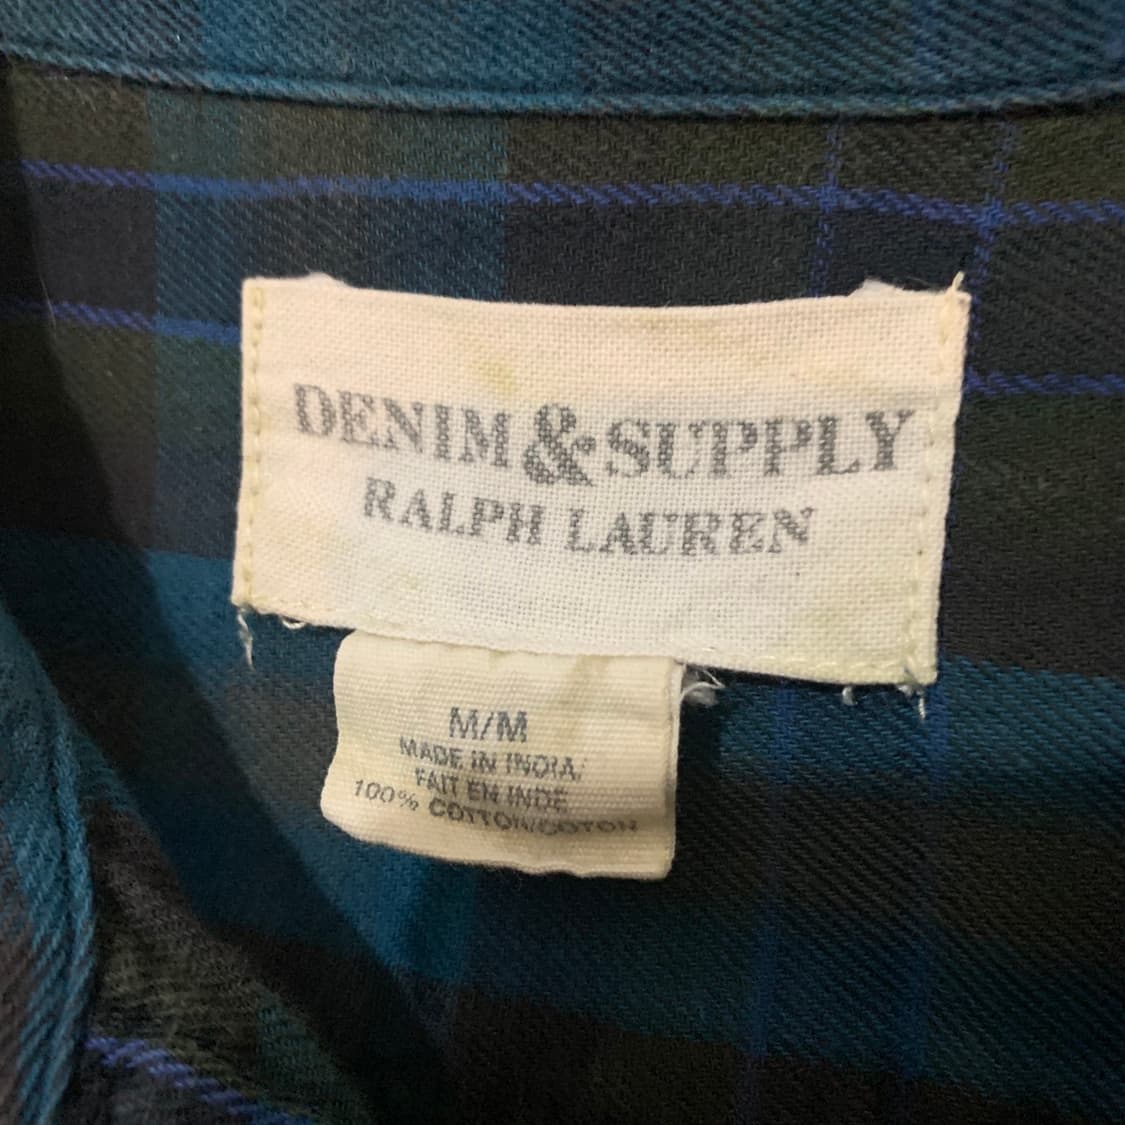 DENIM&SUPPLY
RALPH LAUREN
M/M
MADE IN INDIA/
FAIT EN INDE
100% COTTON/COTON